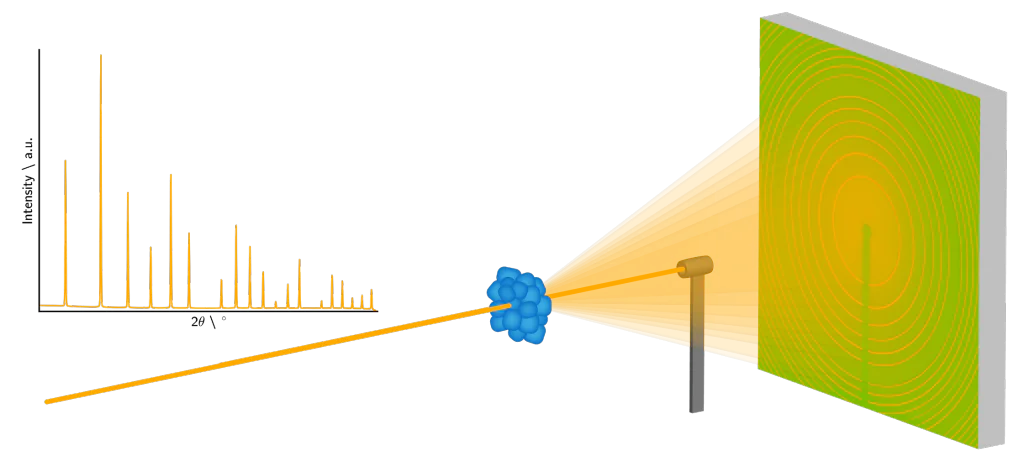 Intensity \ a.u.
2θ \ °